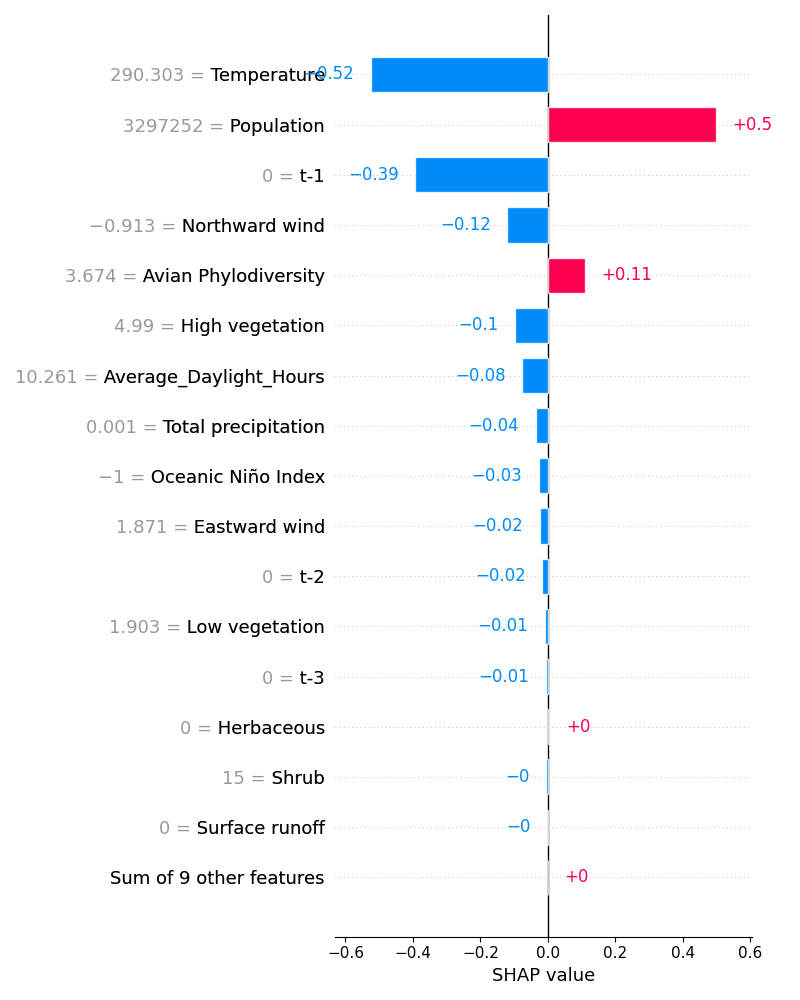 290.303 = Temperature −0.52
3297252 = Population +0.5
0 = t-1 −0.39
−0.913 = Northward wind −0.12
3.674 = Avian Phylodiversity +0.11
4.99 = High vegetation −0.1
10.261 = Average_Daylight_Hours −0.08
0.001 = Total precipitation −0.04
−1 = Oceanic Niño Index −0.03
1.871 = Eastward wind −0.02
0 = t-2 −0.02
1.903 = Low vegetation −0.01
0 = t-3 −0.01
0 = Herbaceous +0
15 = Shrub −0
0 = Surface runoff −0
Sum of 9 other features +0
−0.6 −0.4 −0.2 0.0 0.2 0.4 0.6
SHAP value